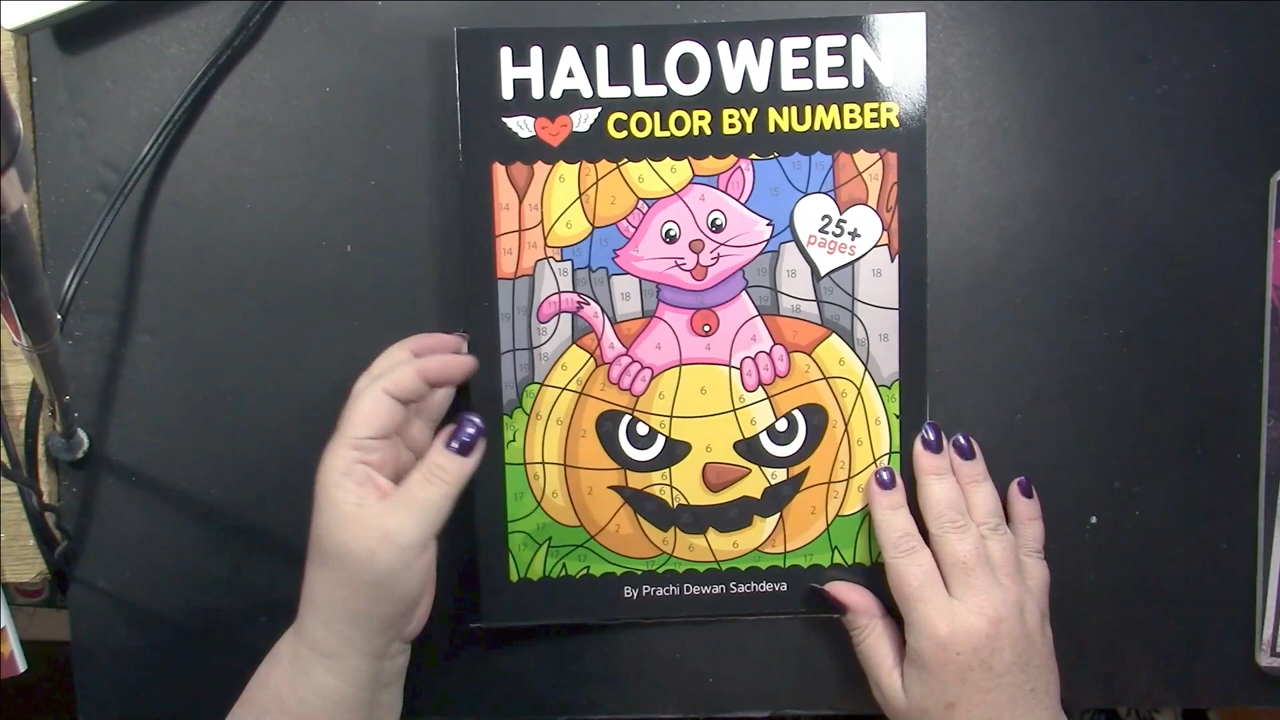 HALLOWEEN
COLOR BY NUMBER
25+
pages
By Prachi Dewan Sachdeva